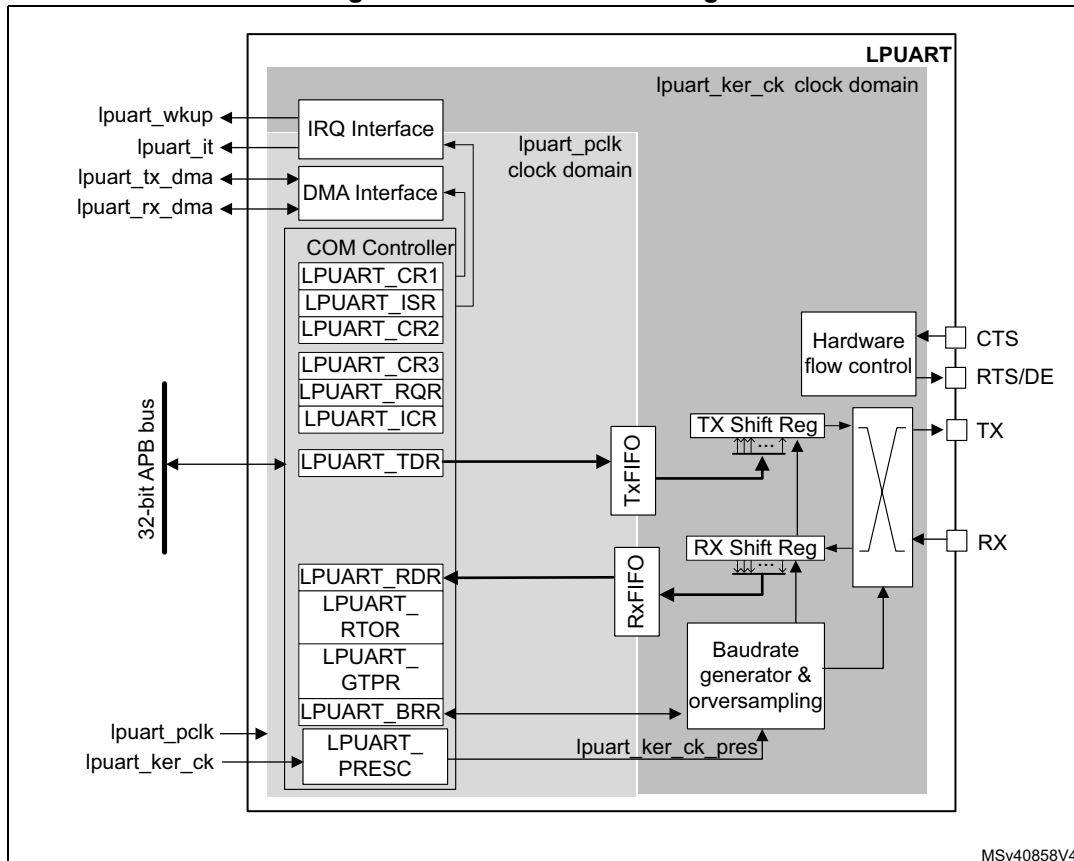 LPUART
lpuart_ker_ck clock domain
lpuart_wkup
lpuart_it
IRQ Interface
lpuart_pclk
clock domain
lpuart_tx_dma
lpuart_rx_dma
DMA Interface
COM Controller
LPUART_CR1
LPUART_ISR
LPUART_CR2
LPUART_CR3
LPUART_RQR
LPUART_ICR
Hardware
flow control
CTS
RTS/DE
32-bit APB bus
LPUART_TDR
TxFIFO
TX Shift Reg
...
TX
LPUART_RDR
RxFIFO
RX Shift Reg
...
RX
LPUART_
RTOR
LPUART_
GTPR
LPUART_BRR
Baudrate
generator &
orversampling
lpuart_pclk
lpuart_ker_ck
LPUART_
PRESC
lpuart_ker_ck_pres
MSv40858V4